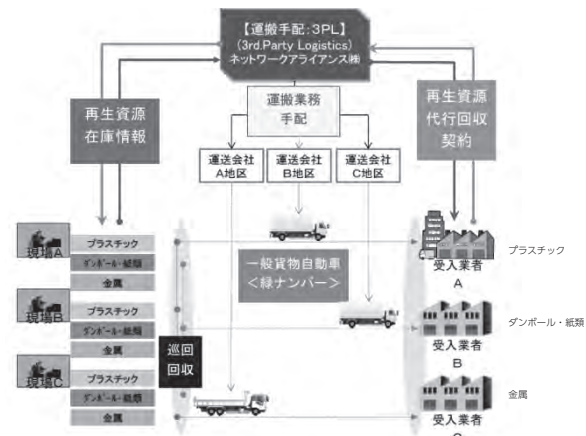 【運搬手配:3PL】
(3rd.Party Logistics)
ネットワークアライアンス㈱
再生資源
在庫情報
運搬業務
手配
再生資源
代行回収
契約
運送会社
A地区
運送会社
B地区
運送会社
C地区
現場A
プラスチック
ダンボール・紙類
金属
現場B
プラスチック
ダンボール・紙類
金属
現場C
プラスチック
ダンボール・紙類
金属
巡回
回収
一般貨物自動車
<緑ナンバー>
受入業者
A
プラスチック
受入業者
B
ダンボール・紙類
受入業者
金属